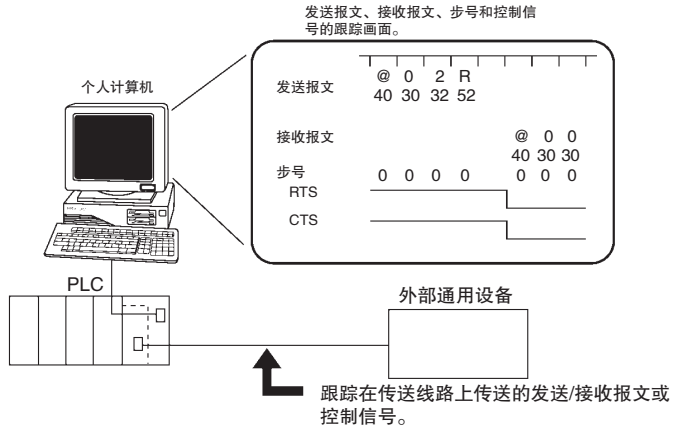 发送报文、接收报文、步号和控制信
号的跟踪画面。
个人计算机
发送报文 @ 0 2 R
40 30 32 52
接收报文 @ 0 0
40 30 30
步号 0 0 0 0 0 0 0
RTS
CTS
PLC
外部通用设备
跟踪在传送线路上传送的发送/接收报文或
控制信号。